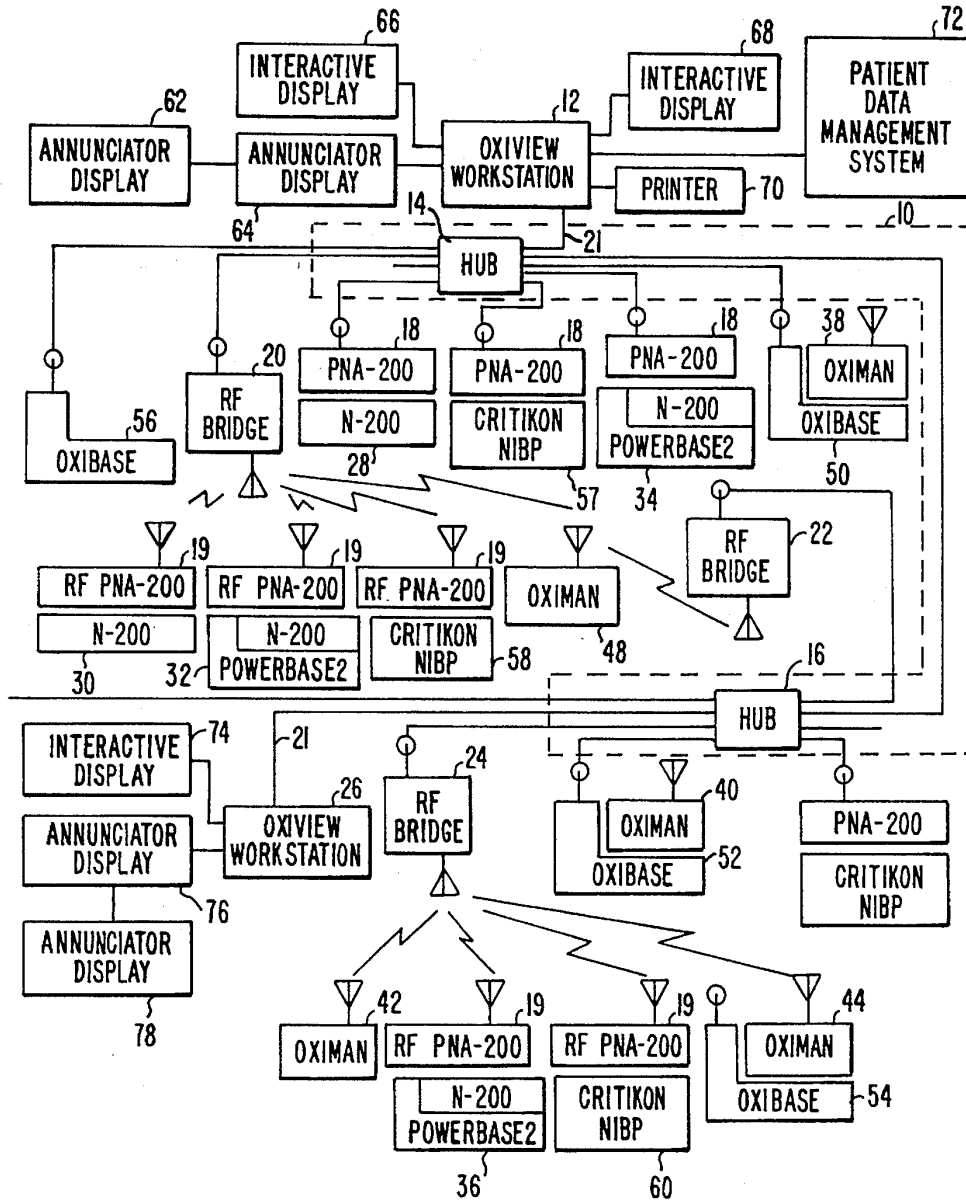 66
72
INTERACTIVE
DISPLAY
68
INTERACTIVE
DISPLAY
PATIENT
DATA
MANAGEMENT
SYSTEM
62
ANNUNCIATOR
DISPLAY
ANNUNCIATOR
DISPLAY
64
12
OXIVIEW
WORKSTATION
PRINTER
70
10
14
21
HUB
18
PNA-200
N-200
28
18
PNA-200
CRITIKON
NIBP
57
18
PNA-200
N-200
POWERBASE2
34
38
OXIMAN
OXIBASE
50
56
OXIBASE
20
RF
BRIDGE
22
RF
BRIDGE
19
RF PNA-200
N-200
30
19
RF PNA-200
N-200
POWERBASE2
32
19
RF PNA-200
CRITIKON
NIBP
58
OXIMAN
48
16
HUB
74
INTERACTIVE
DISPLAY
21
26
OXIVIEW
WORKSTATION
ANNUNCIATOR
DISPLAY
76
ANNUNCIATOR
DISPLAY
78
24
RF
BRIDGE
40
OXIMAN
52
OXIBASE
PNA-200
CRITIKON
NIBP
42
OXIMAN
19
RF PNA-200
N-200
POWERBASE2
36
19
RF PNA-200
CRITIKON
NIBP
60
44
OXIMAN
OXIBASE
54